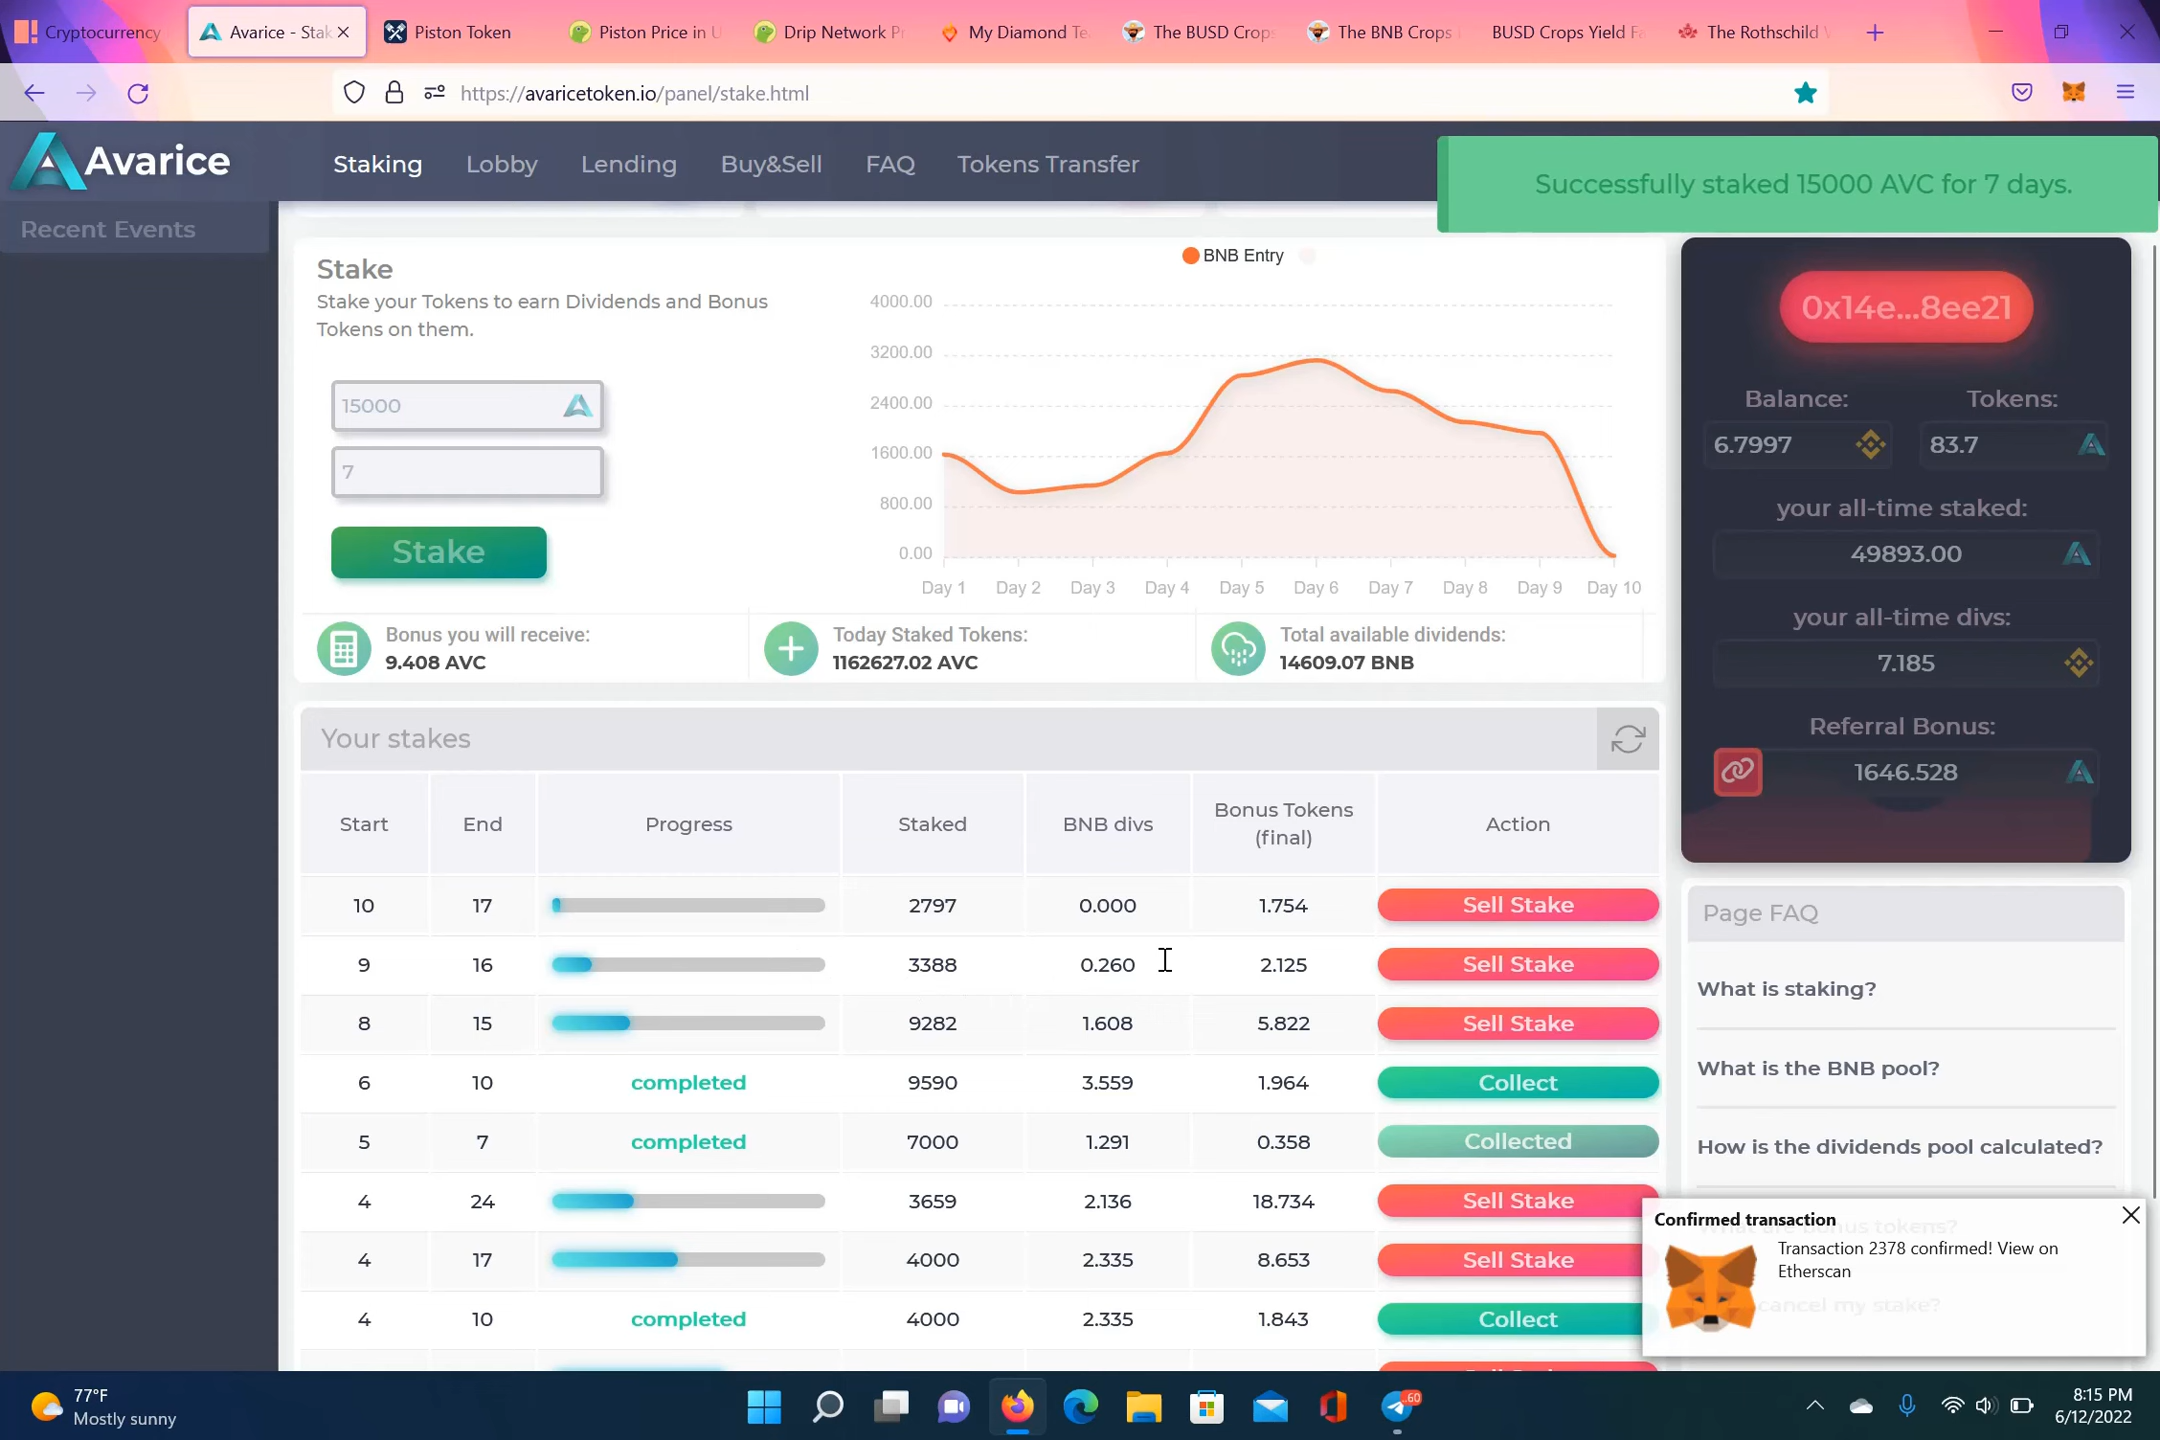 Cryptocurrency
Avarice - Stak
Piston Token
Piston Price in U
Drip Network Pr
My Diamond Te
The BUSD Crops
The BNB Crops
BUSD Crops Yield Fa
The Rothschild
https://avaricetoken.io/panel/stake.html
Avarice
Staking
Lobby
Lending
Buy&Sell
FAQ
Tokens Transfer
Successfully staked 15000 AVC for 7 days.
Recent Events
Stake
Stake your Tokens to earn Dividends and Bonus
Tokens on them.
15000
7
Stake
BNB Entry
4000.00
3200.00
2400.00
1600.00
800.00
0.00
Day 1 Day 2 Day 3 Day 4 Day 5 Day 6 Day 7 Day 8 Day 9 Day 10
Bonus you will receive:
9.408 AVC
Today Staked Tokens:
1162627.02 AVC
Total available dividends:
14609.07 BNB
0x14e...8ee21
Balance: Tokens:
6.7997 83.7
your all-time staked:
49893.00
your all-time divs:
7.185
Referral Bonus:
1646.528
Your stakes
Start End Progress Staked BNB divs Bonus Tokens (final) Action
10 17 2797 0.000 1.754 Sell Stake
9 16 3388 0.260 2.125 Sell Stake
8 15 9282 1.608 5.822 Sell Stake
6 10 completed 9590 3.559 1.964 Collect
5 7 completed 7000 1.291 0.358 Collected
4 24 3659 2.136 18.734 Sell Stake
4 17 4000 2.335 8.653 Sell Stake
4 10 completed 4000 2.335 1.843 Collect
Page FAQ
What is staking?
What is the BNB pool?
How is the dividends pool calculated?
tokens?
cancel my stake?
Confirmed transaction
Transaction 2378 confirmed! View on
Etherscan
77°F
Mostly sunny
60
8:15 PM
6/12/2022